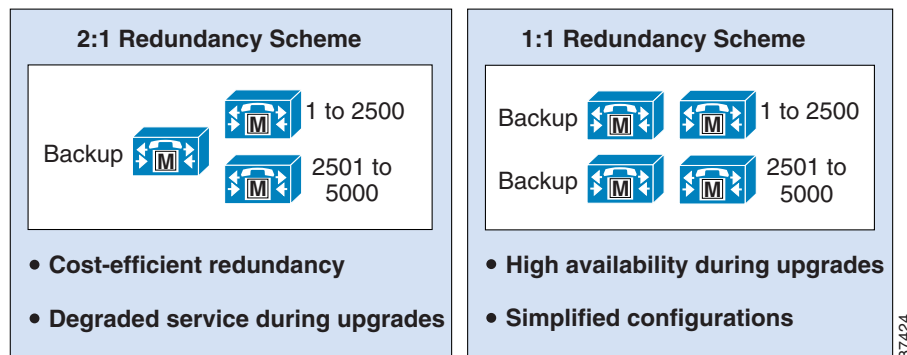 2:1 Redundancy Scheme
Backup
M
M
1 to 2500
M
2501 to
5000
• Cost-efficient redundancy
• Degraded service during upgrades
1:1 Redundancy Scheme
Backup
M
M
1 to 2500
Backup
M
M
2501 to
5000
• High availability during upgrades
• Simplified configurations